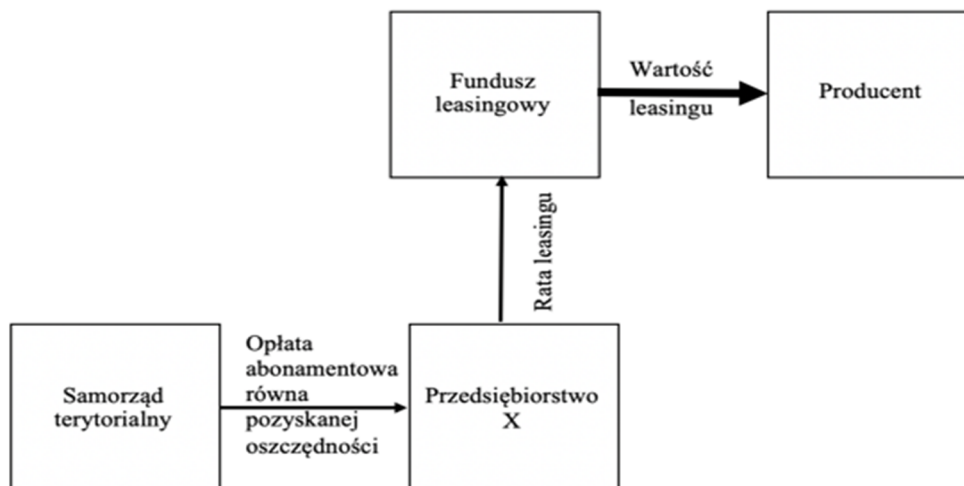 Fundusz
leasingowy
Wartość
leasingu
Producent
Rata leasingu
Samorząd
terytorialny
Opłata
abonamentowa
równa
pozyskanej
oszczędności
Przedsiębiorstwo
X